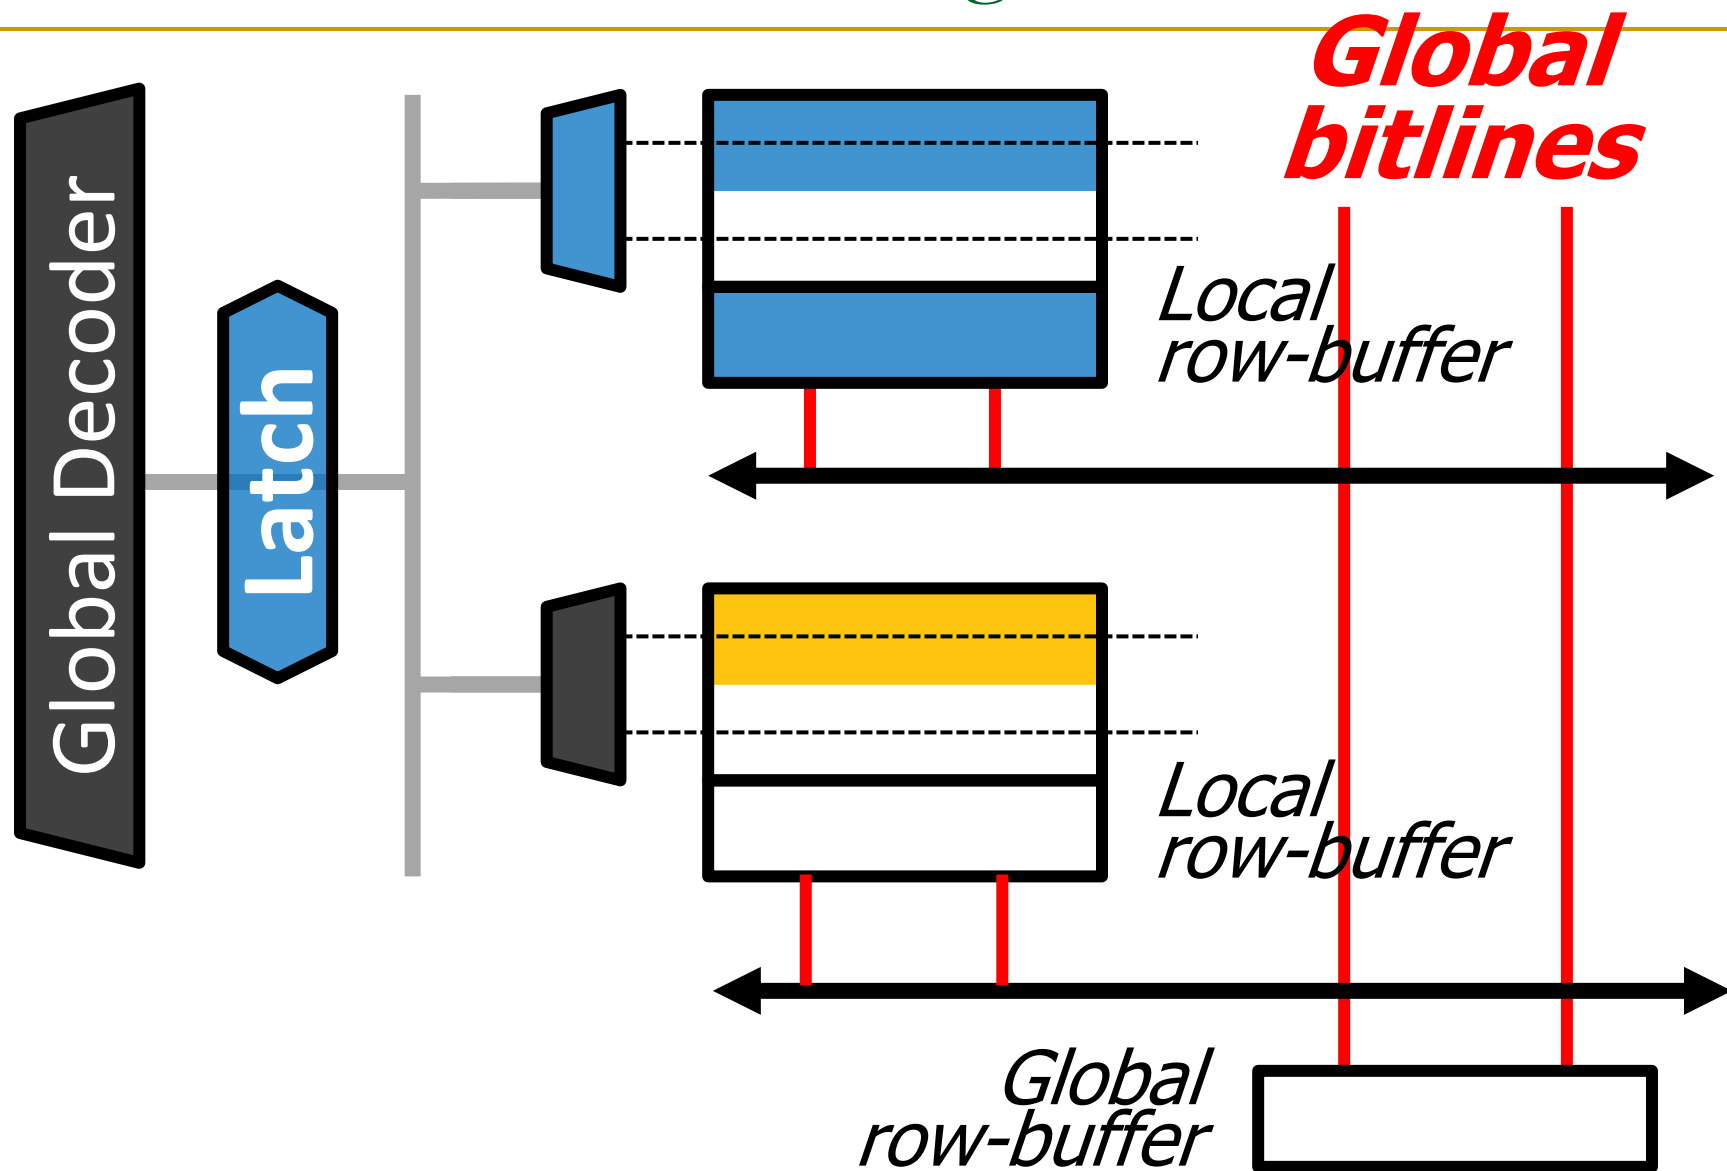 Global
bitlines
Global Decoder
Latch
Local
row-buffer
Local
row-buffer
Global
row-buffer